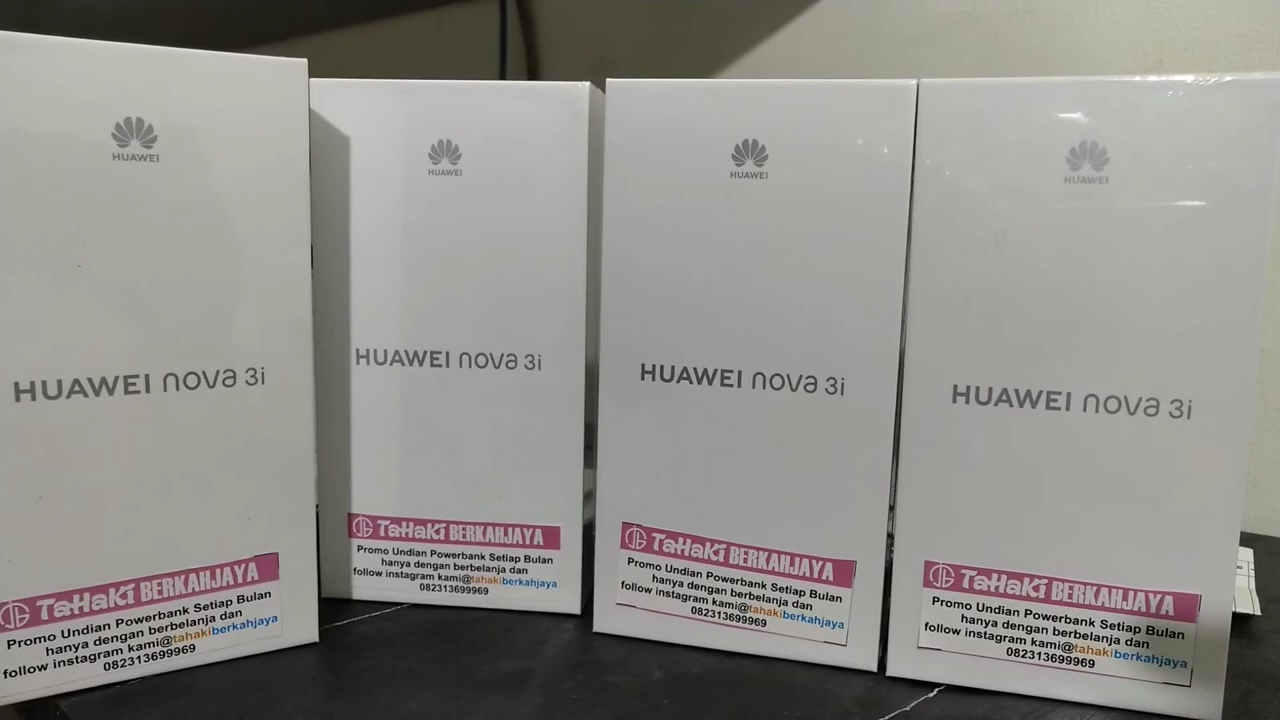 HUAWEI
HUAWEI nova 3i
TaHaKi BERKAHJAYA
Promo Undian Powerbank Setiap Bulan
hanya dengan berbelanja dan
follow instagram kami@tahakiberkahjaya
082313699969
HUAWEI
HUAWEI nova 3i
TaHaKi BERKAHJAYA
Promo Undian Powerbank Setiap Bulan
hanya dengan berbelanja dan
follow instagram kami@tahakiberkahjaya
082313699969
HUAWEI
HUAWEI nova 3i
TaHaKi BERKAHJAYA
Promo Undian Powerbank Setiap Bulan
hanya dengan berbelanja dan
follow instagram kami@tahakiberkahjaya
082313699969
HUAWEI
HUAWEI nova 3i
TaHaKi BERKAHJAYA
Promo Undian Powerbank Setiap Bulan
hanya dengan berbelanja dan
follow instagram kami@tahakiberkahjaya
082313699969